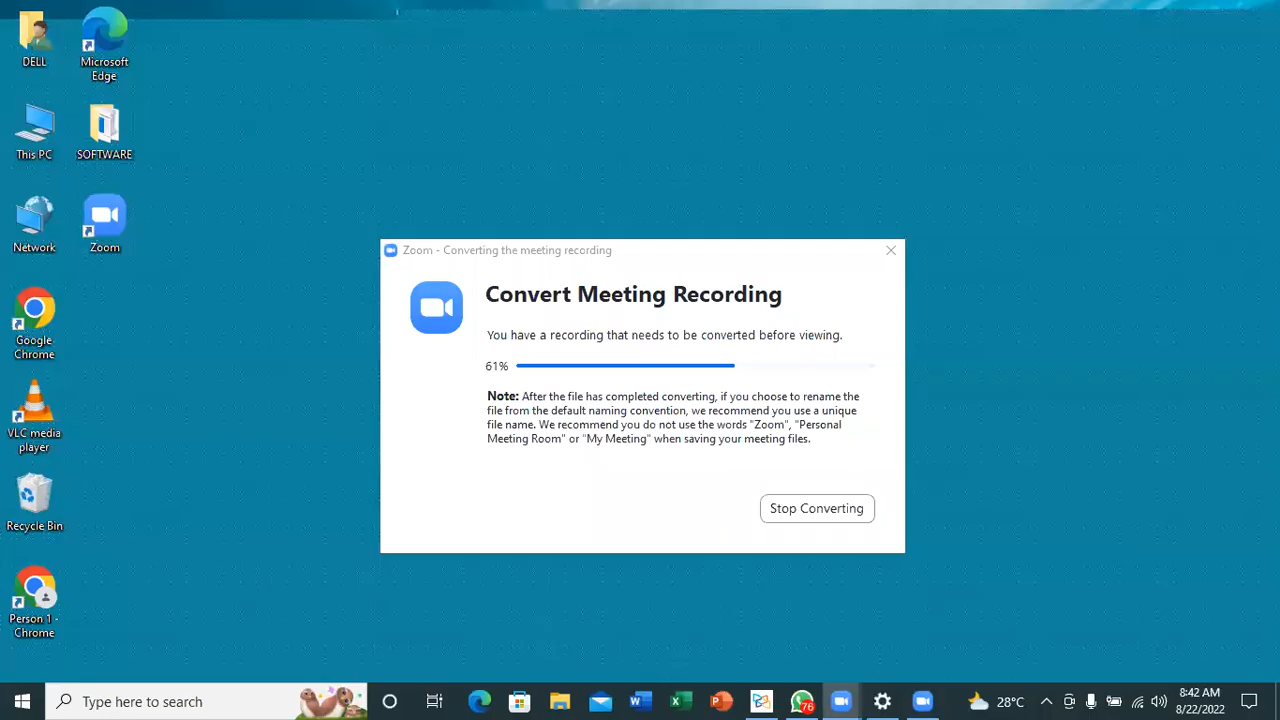 DELL
Microsoft
Edge
This PC
SOFTWARE
Network
Zoom
Google
Chrome
VLC media
player
Recycle Bin
Person 1 -
Chrome
Zoom - Converting the meeting recording
Convert Meeting Recording
You have a recording that needs to be converted before viewing.
61%
Note: After the file has completed converting, if you choose to rename the
file from the default naming convention, we recommend you use a unique
file name. We recommend you do not use the words "Zoom", "Personal
Meeting Room" or "My Meeting" when saving your meeting files.
Stop Converting
Type here to search
76
28°C
8:42 AM
8/22/2022